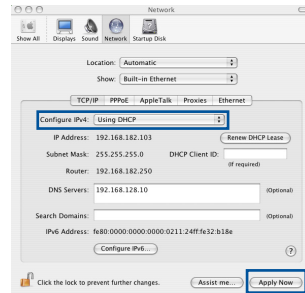 Network
Show All Displays Sound Network Startup Disk
Location: Automatic
Show: Built-in Ethernet
TCP/IP PPPoE AppleTalk Proxies Ethernet
Configure IPv4: Using DHCP
IP Address: 192.168.182.103 Renew DHCP Lease
Subnet Mask: 255.255.255.0 DHCP Client ID:
(If required)
Router: 192.168.182.250
DNS Servers: 192.168.128.10 (Optional)
Search Domains: (Optional)
IPv6 Address: fe80:0000:0000:0000:0211:24ff:fe32:b18e
Configure IPv6... ?
Click the lock to prevent further changes. Assist me... Apply Now